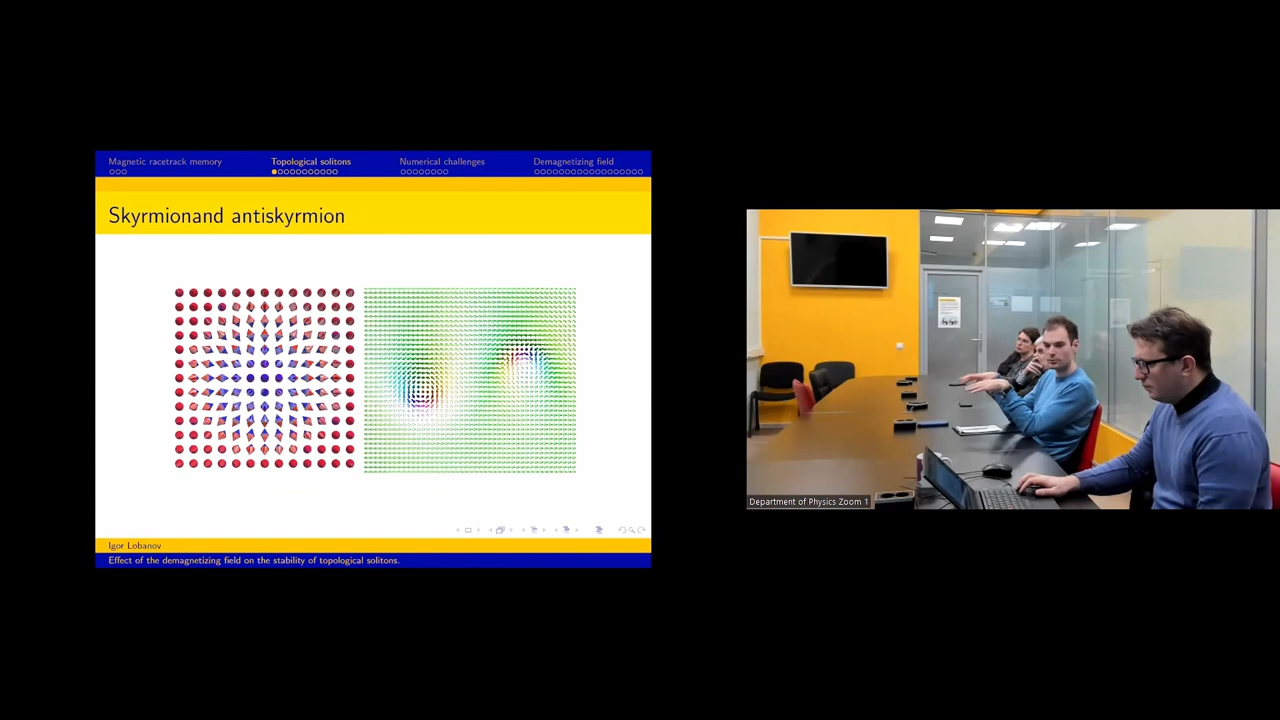 Magnetic racetrack memory
Topological solitons
Numerical challenges
Demagnetizing field
Skyrmionand antiskyrmion
Igor Lobanov
Effect of the demagnetizing field on the stability of topological solitons.
Department of Physics Zoom 1